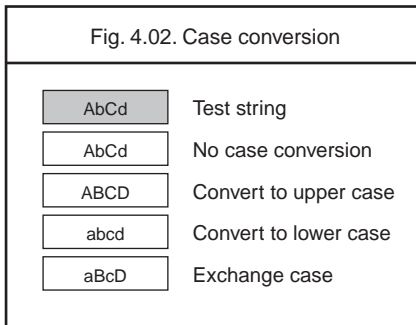 Fig. 4.02. Case conversion
AbCd Test string
AbCd No case conversion
ABCD Convert to upper case
abcd Convert to lower case
aBcD Exchange case